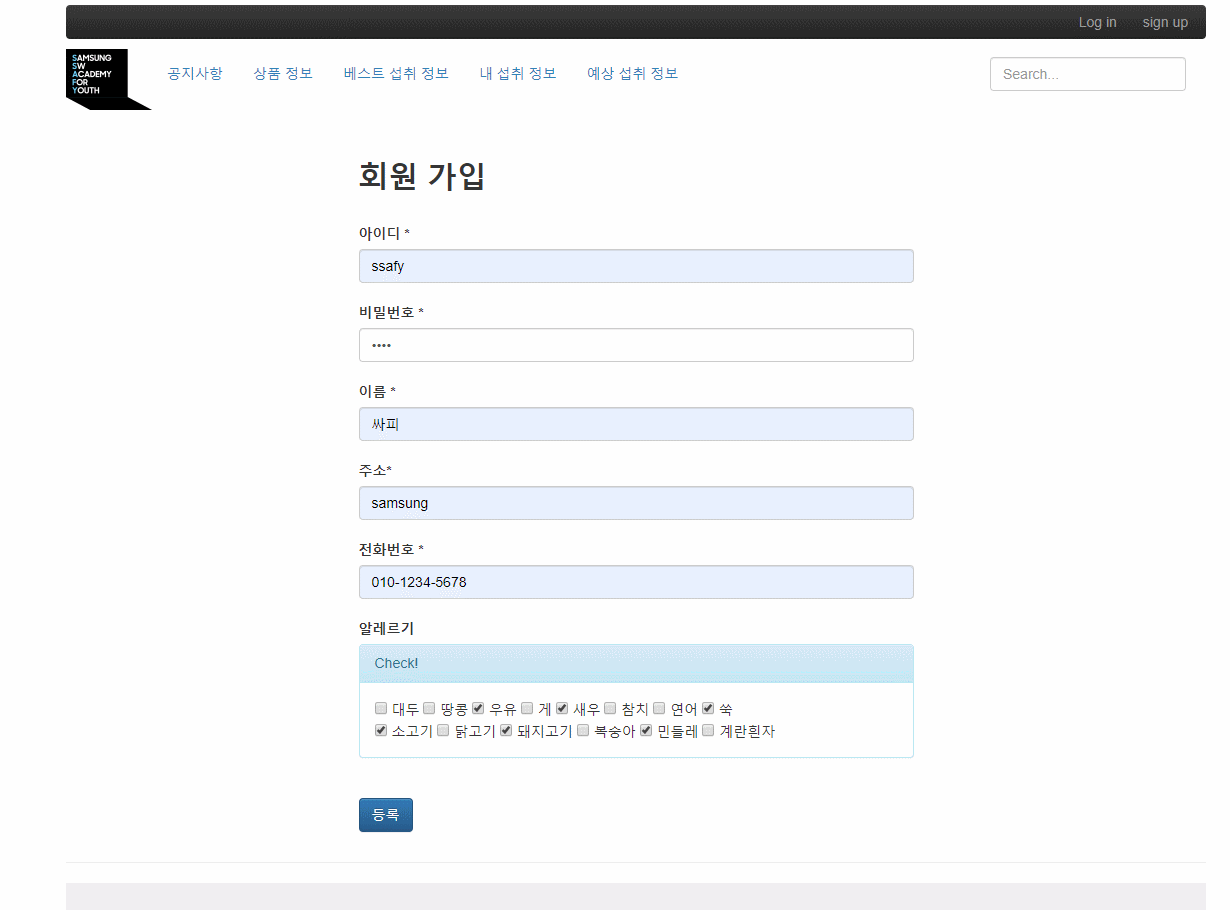 Log in sign up
SAMSUNG
SW
ACADEMY
FOR
YOUTH
공지사항 상품 정보 베스트 섭취 정보 내 섭취 정보 예상 섭취 정보
Search...
회원 가입
아이디 *
ssafy
비밀번호 *
••••
이름 *
싸피
주소*
samsung
전화번호 *
010-1234-5678
알레르기
Check!
대두 땅콩 우유 게 새우 참치 연어 쑥
소고기 닭고기 돼지고기 복숭아 민들레 계란흰자
등록